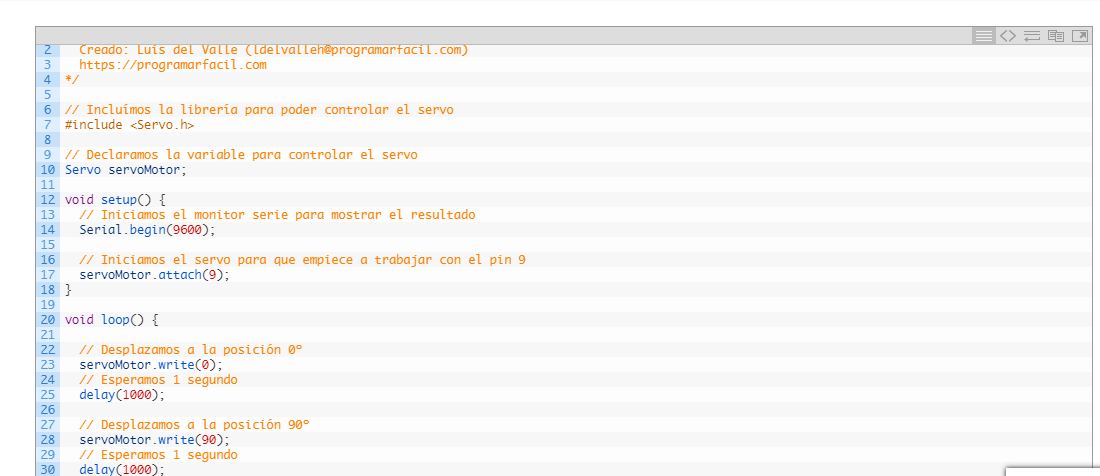 2 Creado: Luis del Valle (ldelvalleh@programarfacil.com)
3 https://programarfacil.com
4 */
5
6 // Incluímos la librería para poder controlar el servo
7 #include <Servo.h>
8
9 // Declaramos la variable para controlar el servo
10 Servo servoMotor;
11
12 void setup() {
13 // Iniciamos el monitor serie para mostrar el resultado
14 Serial.begin(9600);
15
16 // Iniciamos el servo para que empiece a trabajar con el pin 9
17 servoMotor.attach(9);
18 }
19
20 void loop() {
21
22 // Desplazamos a la posición 0º
23 servoMotor.write(0);
24 // Esperamos 1 segundo
25 delay(1000);
26
27 // Desplazamos a la posición 90º
28 servoMotor.write(90);
29 // Esperamos 1 segundo
30 delay(1000);